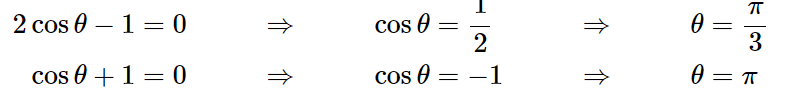 2 cos θ − 1 = 0 ⇒ cos θ = 1/2 ⇒ θ = π/3
cos θ + 1 = 0 ⇒ cos θ = −1 ⇒ θ = π